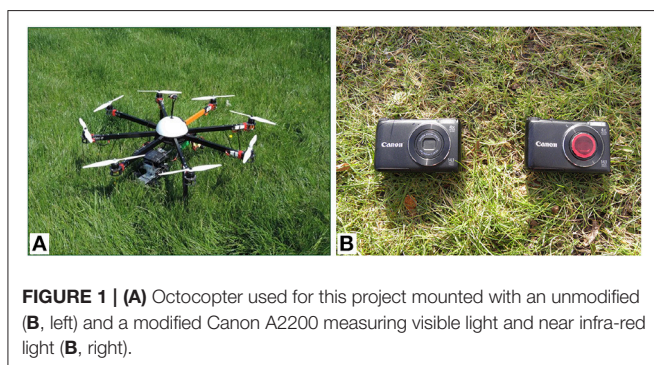 A
B
Canon
Canon
FIGURE 1 | (A) Octocopter used for this project mounted with an unmodified
(B, left) and a modified Canon A2200 measuring visible light and near infra-red
light (B, right).